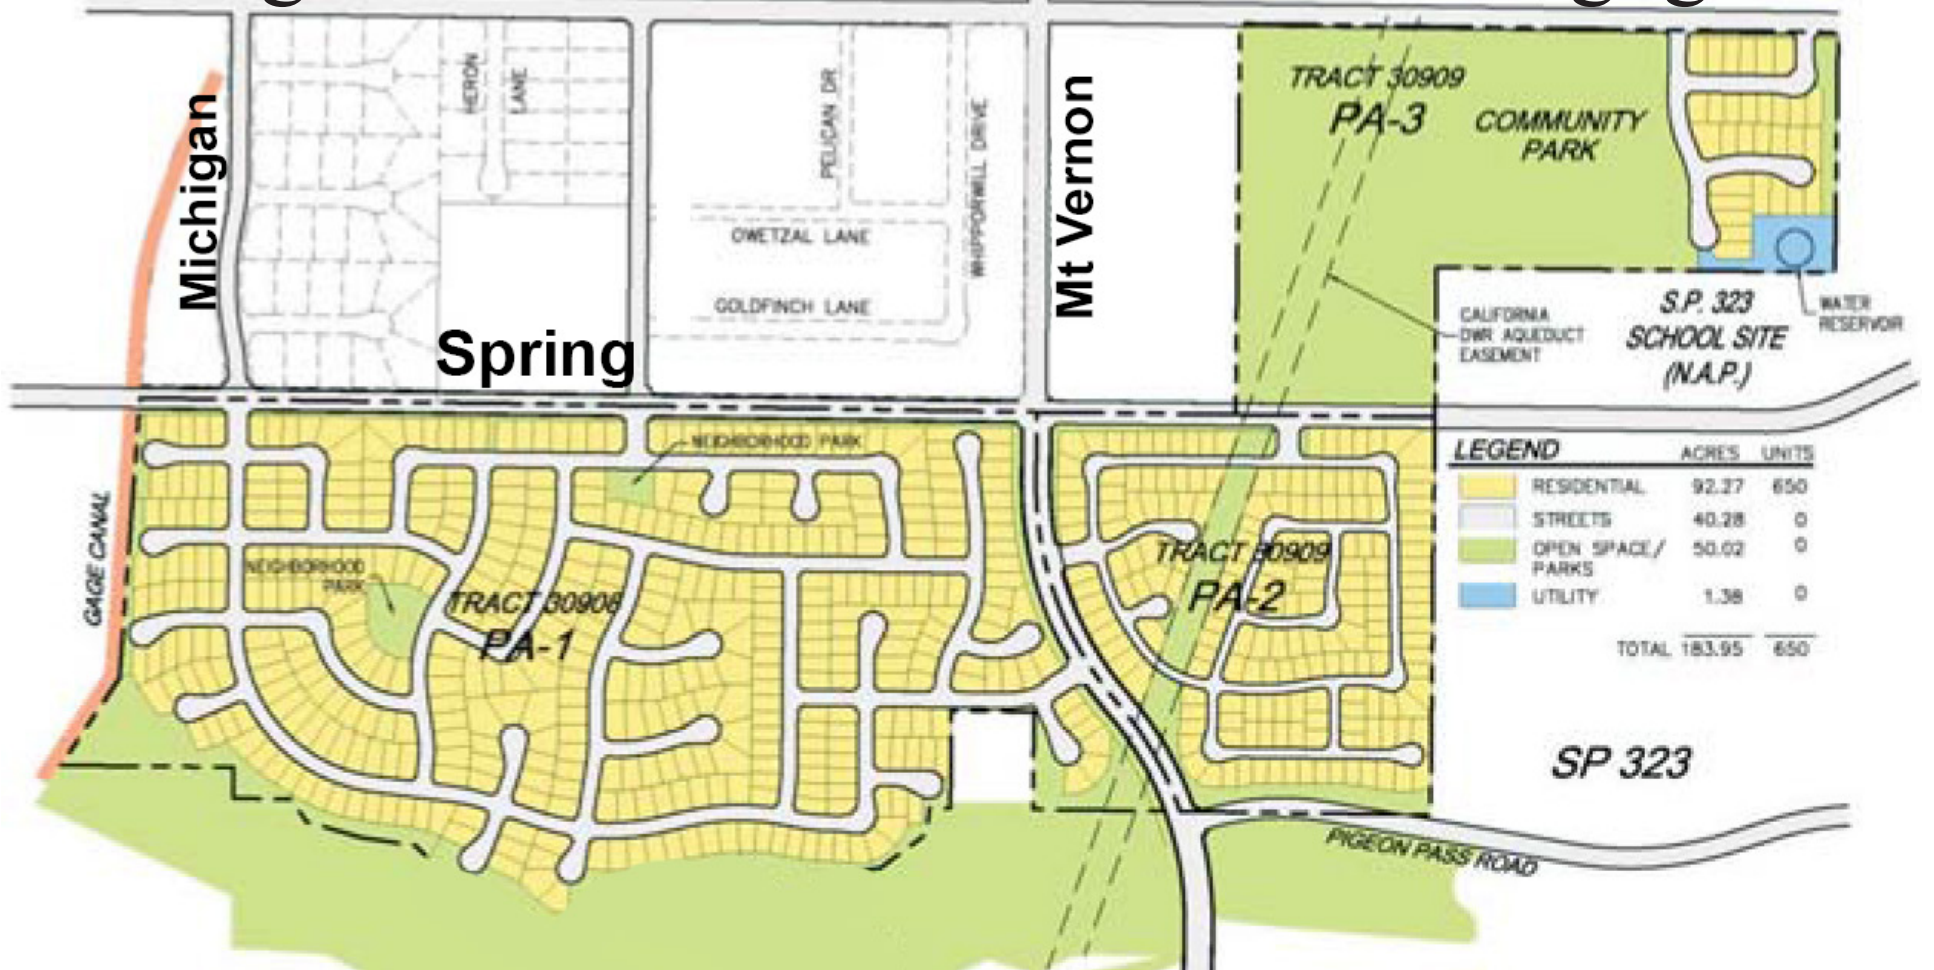 Michigan
HERON
LANE
PELICAN DR
WHIPPORWILL DRIVE
OWETZAL LANE
GOLDFINCH LANE
Mt Vernon
Spring
TRACT 30909
PA-3
COMMUNITY
PARK
CALIFORNIA
DWR AQUEDUCT
EASEMENT
S.P. 323
SCHOOL SITE
(N.A.P.)
WATER
RESERVOIR
NEIGHBORHOOD PARK
GAGE CANAL
NEIGHBORHOOD
PARK
TRACT 30908
PA-1
TRACT 30909
PA-2
LEGEND ACRES UNITS
RESIDENTIAL 92.27 650
STREETS 40.28 0
OPEN SPACE/ 50.02 0
PARKS
UTILITY 1.38 0
TOTAL 183.95 650
SP 323
PIGEON PASS ROAD